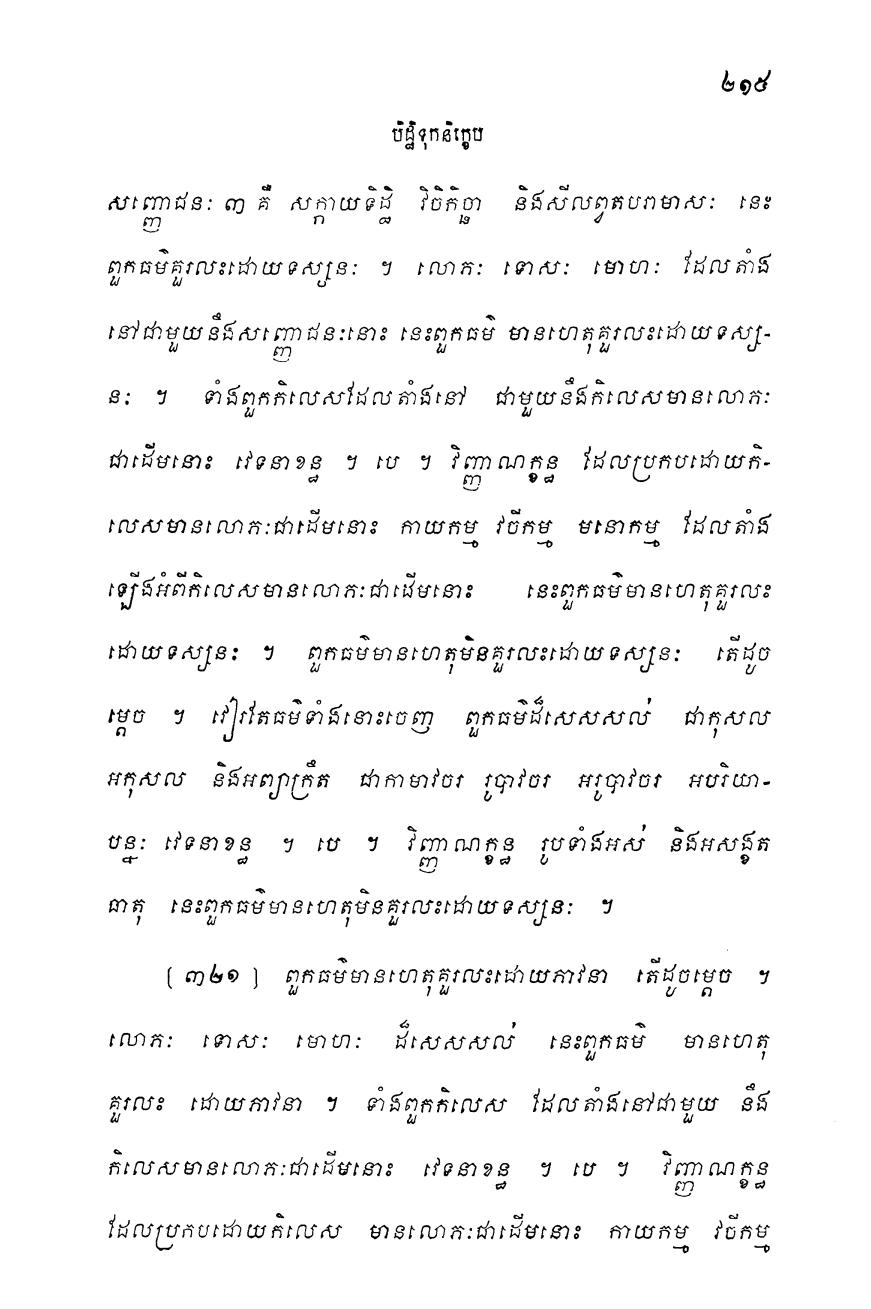 ២១៥
បិដ្ឋិទុកនិក្ខេប
សញ្ញោជនៈ ៣ គឺ សក្កាយទិដ្ឋិ វិចិកិច្ឆា និងសីលព្វតបរាមាសៈ នេះ
ពួកធម៌គួរលះដោយទស្សនៈ ។ លោភៈ ទោសៈ មោហៈ ដែលតាំង
នៅជាមួយនឹងសញ្ញោជនៈនោះ នេះពួកធម៌ មានហេតុគួរលះដោយទស្ស-
នៈ ។ ទាំងពួកកិលេសដែលតាំងនៅ ជាមួយនឹងកិលេសមានលោភៈ
ជាដើមនោះ វេទនាខន្ធ ។ បេ ។ វិញ្ញាណក្ខន្ធ ដែលប្រកបដោយកិ-
លេសមានលោភៈជាដើមនោះ កាយកម្ម វចីកម្ម មនោកម្ម ដែលតាំង
ឡើងអំពីកិលេសមានលោភៈជាដើមនោះ នេះពួកធម៌មានហេតុគួរលះ
ដោយទស្សនៈ ។ ពួកធម៌មានហេតុមិនគួរលះដោយទស្សនៈ តើដូច
ម្តេច ។ វៀរវែតធម៌ទាំងនោះចេញ ពួកធម៌ដ៏សេសសល់ ជាកុសល
អកុសល និងអព្យាក្រឹត ជាកាមាវចរ រូបាវចរ អរូបាវចរ អបរិយា-
បន្នៈ វេទនាខន្ធ ។ បេ ។ វិញ្ញាណក្ខន្ធ រូបទាំងអស់ និងអសង្ខត
ធាតុ នេះពួកធម៌មានហេតុមិនគួរលះដោយទស្សនៈ ។
[ ៣២១ ] ពួកធម៌មានហេតុគួរលះដោយភាវនា តើដូចម្តេច ។
លោភៈ ទោសៈ មោហៈ ដ៏សេសសល់ នេះពួកធម៌ មានហេតុ
គួរលះ ដោយភាវនា ។ ទាំងពួកកិលេស ដែលតាំងនៅជាមួយ នឹង
កិលេសមានលោភៈជាដើមនោះ វេទនាខន្ធ ។ បេ ។ វិញ្ញាណក្ខន្ធ
ដែលប្រកបដោយកិលេស មានលោភៈជាដើមនោះ កាយកម្ម វចីកម្ម